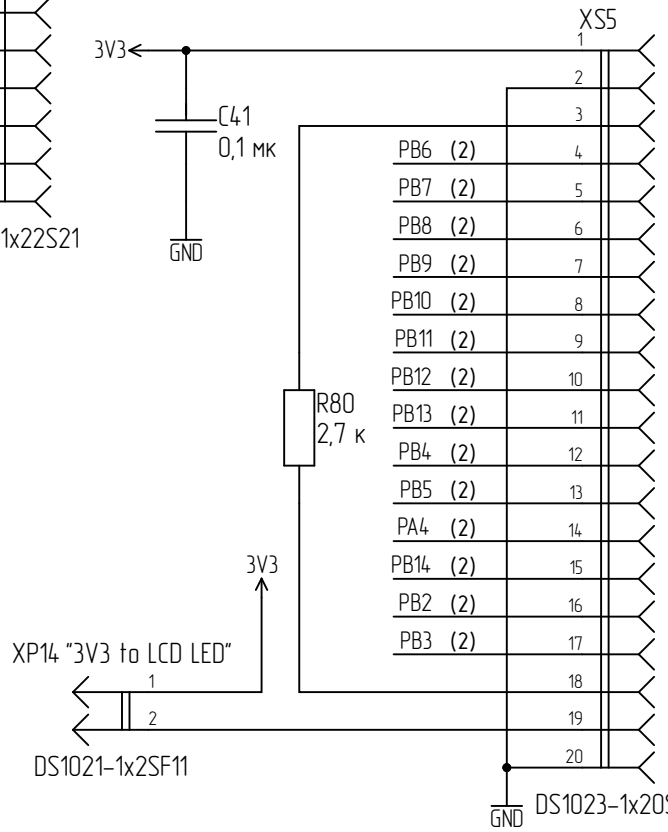 XS5
3V3
1
2
3
C41
0,1 мк
GND
1x22S21
PB6 (2) 4
PB7 (2) 5
PB8 (2) 6
PB9 (2) 7
PB10 (2) 8
PB11 (2) 9
PB12 (2) 10
PB13 (2) 11
PB4 (2) 12
PB5 (2) 13
PA4 (2) 14
PB14 (2) 15
PB2 (2) 16
PB3 (2) 17
18
19
20
R80
2,7 к
3V3
XP14 "3V3 to LCD LED"
1
2
DS1021-1x2SF11
GND
DS1023-1x20S